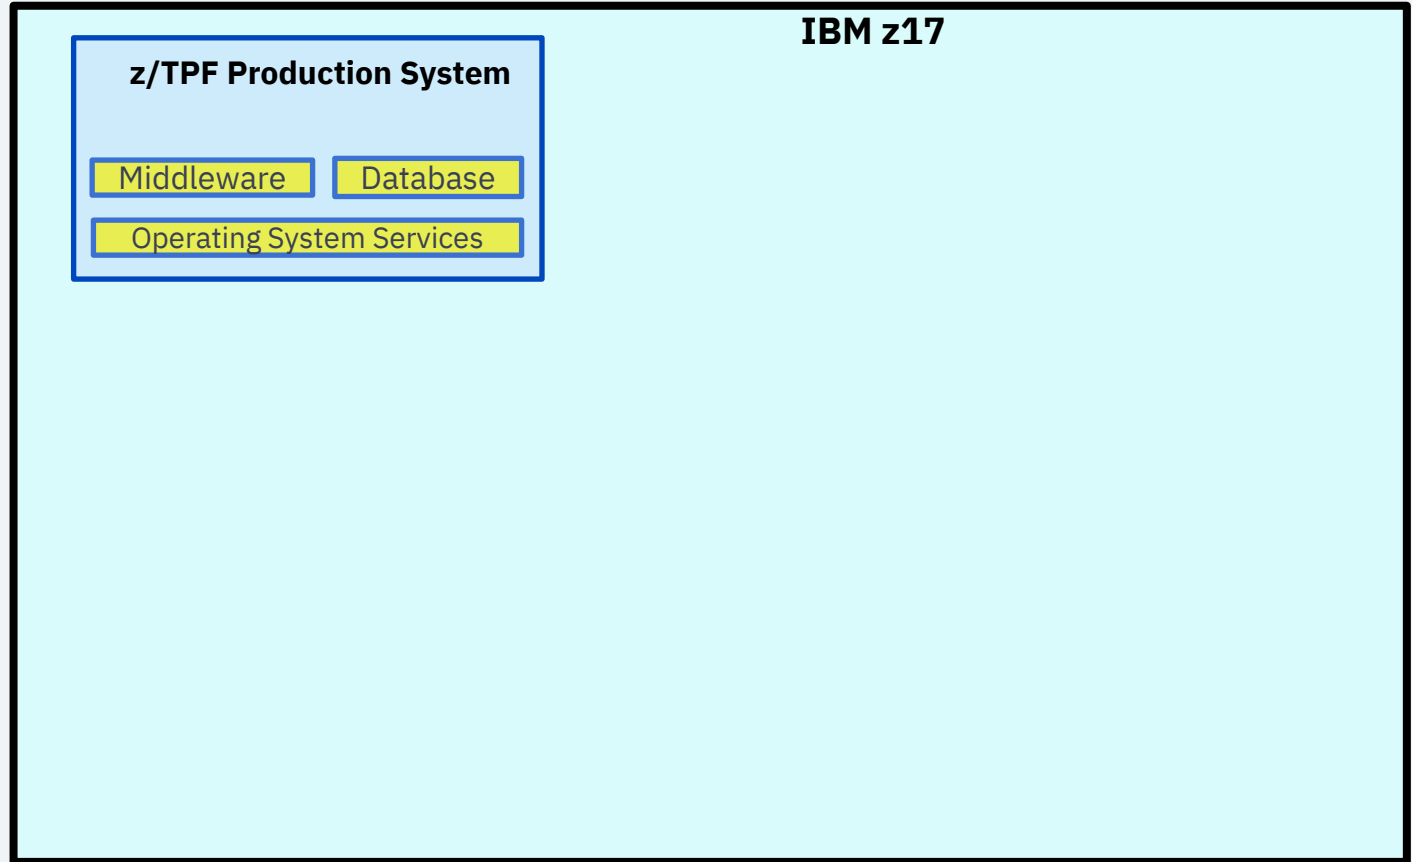 IBM z17
z/TPF Production System
Middleware
Database
Operating System Services